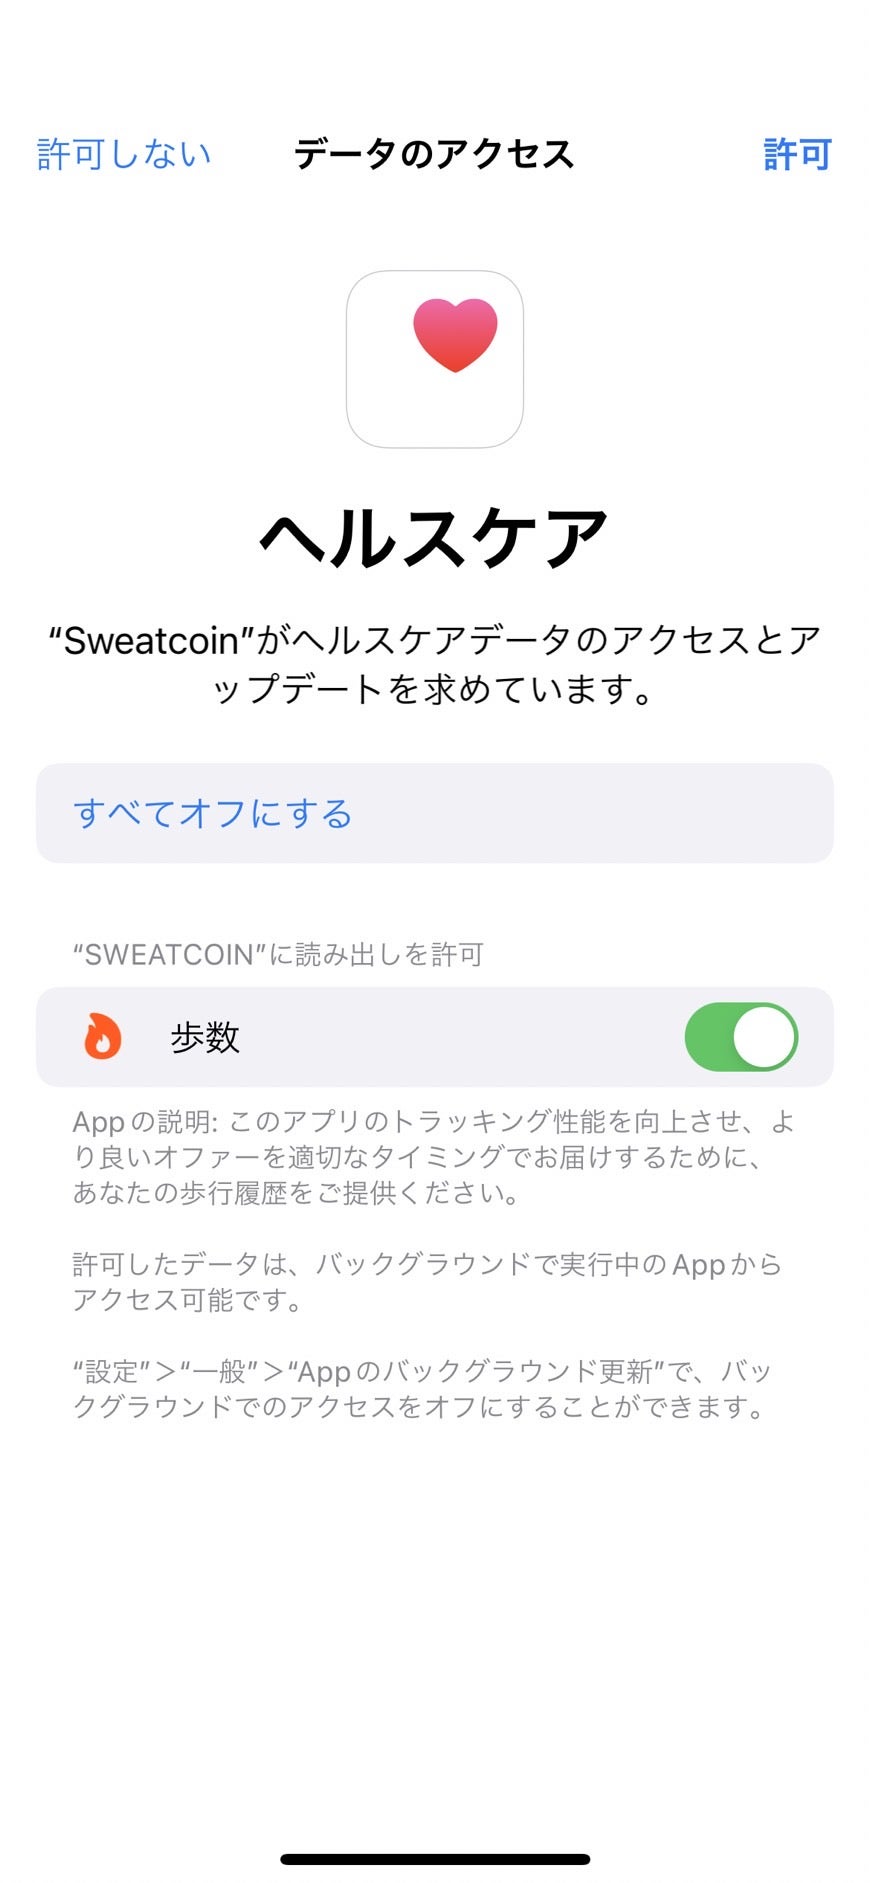 許可しない データのアクセス 許可
ヘルスケア
“Sweatcoin”がヘルスケアデータのアクセスとア
ップデートを求めています。
すべてオフにする
“SWEATCOIN”に読み出しを許可
歩数
Appの説明: このアプリのトラッキング性能を向上させ、よ
り良いオファーを適切なタイミングでお届けするために、
あなたの歩行履歴をご提供ください。
許可したデータは、バックグラウンドで実行中のAppから
アクセス可能です。
“設定”＞“一般”＞“Appのバックグラウンド更新”で、バッ
クグラウンドでのアクセスをオフにすることができます。